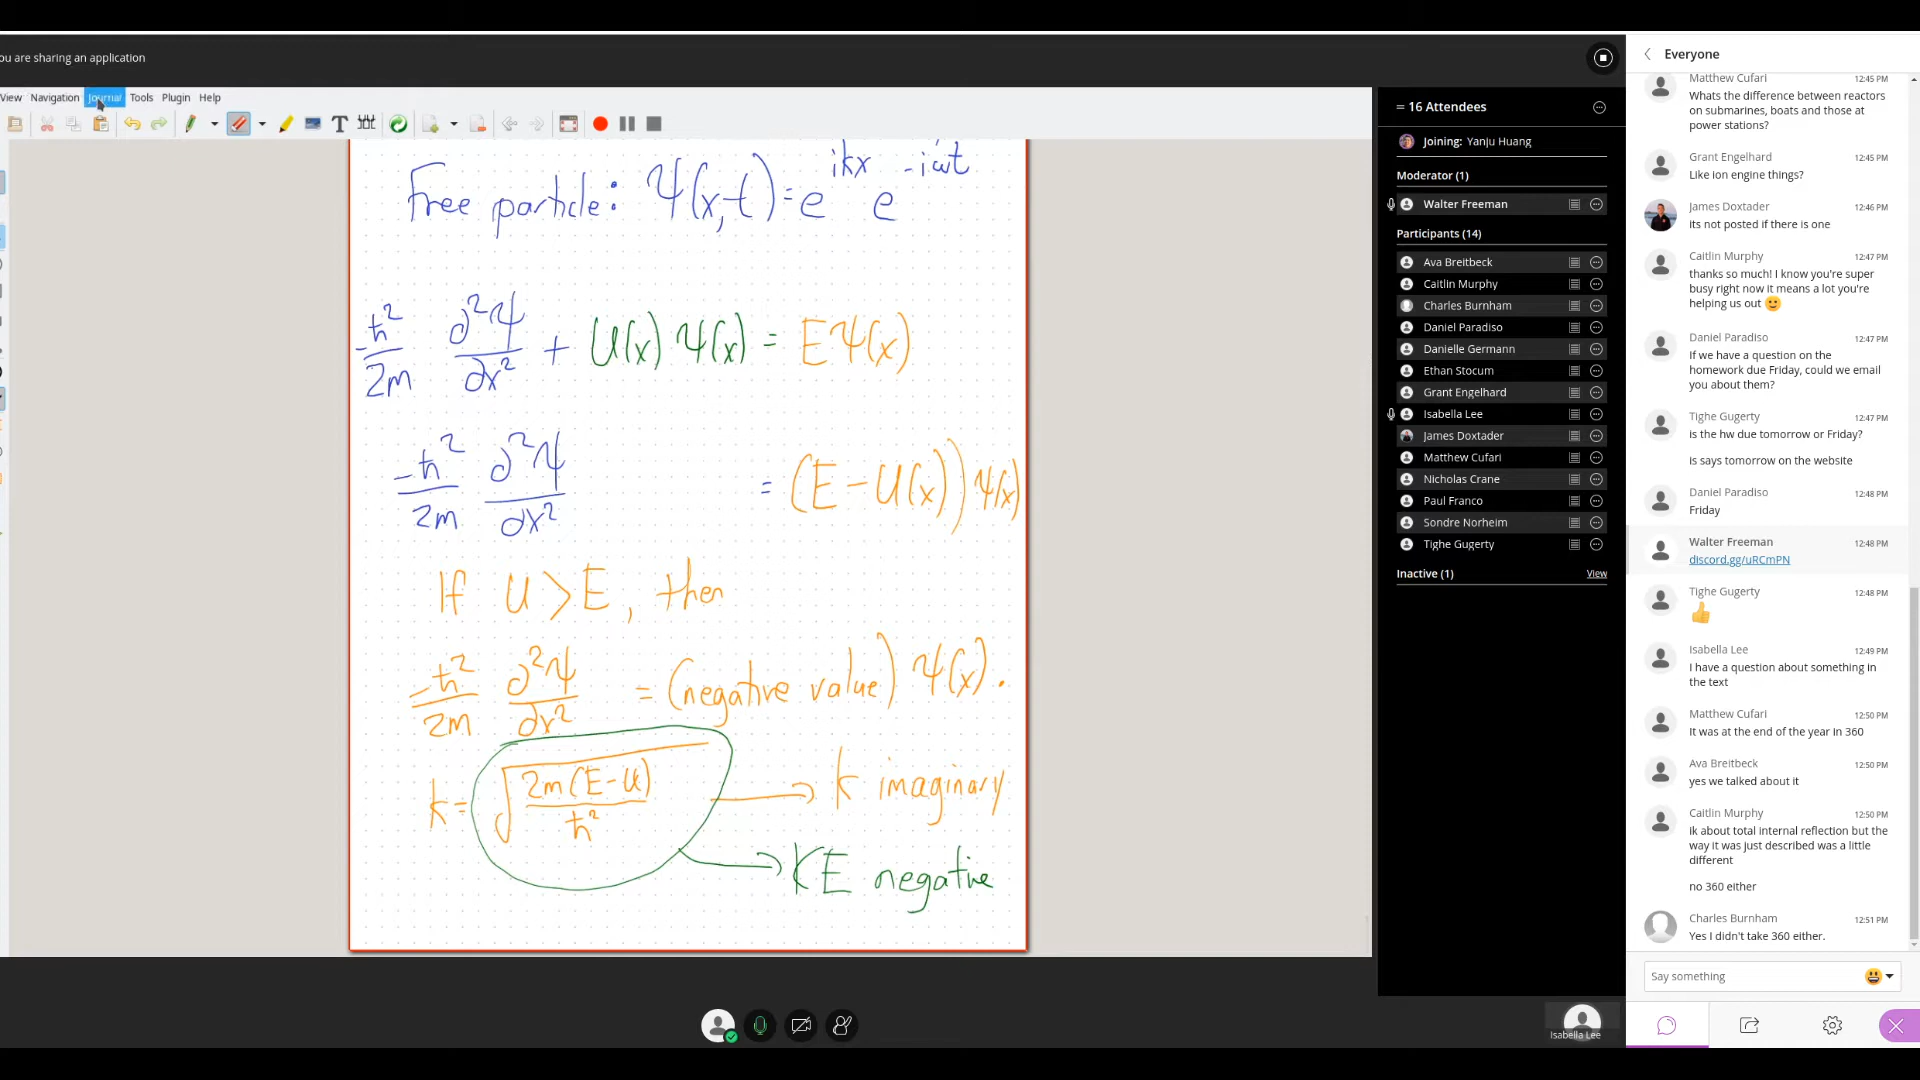 ou are sharing an application
View Navigation Journal Tools Plugin Help
Free particle: Ψ(x,t) = e^ikx e^-iωt
-ħ²/2m ∂²Ψ/∂x² + U(x) Ψ(x) = EΨ(x)
-ħ²/2m ∂²Ψ/∂x² = (E - U(x)) Ψ(x)
If U > E, then
-ħ²/2m ∂²Ψ/∂x² = (negative value) Ψ(x).
k = √(2m(E-U)/ħ²) → k imaginary
→ KE negative
16 Attendees
Joining: Yanju Huang
Moderator (1)
Walter Freeman
Participants (14)
Ava Breitbeck
Caitlin Murphy
Charles Burnham
Daniel Paradiso
Danielle Germann
Ethan Stocum
Grant Engelhard
Isabella Lee
James Doxtader
Matthew Cufari
Nicholas Crane
Paul Franco
Sondre Norheim
Tighe Gugerty
Inactive (1) View
Isabella Lee
Everyone
Matthew Cufari 12:45 PM
Whats the difference between reactors
on submarines, boats and those at
power stations?
Grant Engelhard 12:45 PM
Like ion engine things?
James Doxtader 12:46 PM
its not posted if there is one
Caitlin Murphy 12:47 PM
thanks so much! I know you're super
busy right now it means a lot you're
helping us out 🙂
Daniel Paradiso 12:47 PM
If we have a question on the
homework due Friday, could we email
you about them?
Tighe Gugerty 12:47 PM
is the hw due tomorrow or Friday?
is says tomorrow on the website
Daniel Paradiso 12:48 PM
Friday
Walter Freeman 12:48 PM
discord.gg/uRCmPN
Tighe Gugerty 12:48 PM
👍
Isabella Lee 12:49 PM
I have a question about something in
the text
Matthew Cufari 12:50 PM
It was at the end of the year in 360
Ava Breitbeck 12:50 PM
yes we talked about it
Caitlin Murphy 12:50 PM
ik about total internal reflection but the
way it was just described was a little
different
no 360 either
Charles Burnham 12:51 PM
Yes I didn't take 360 either.
Say something